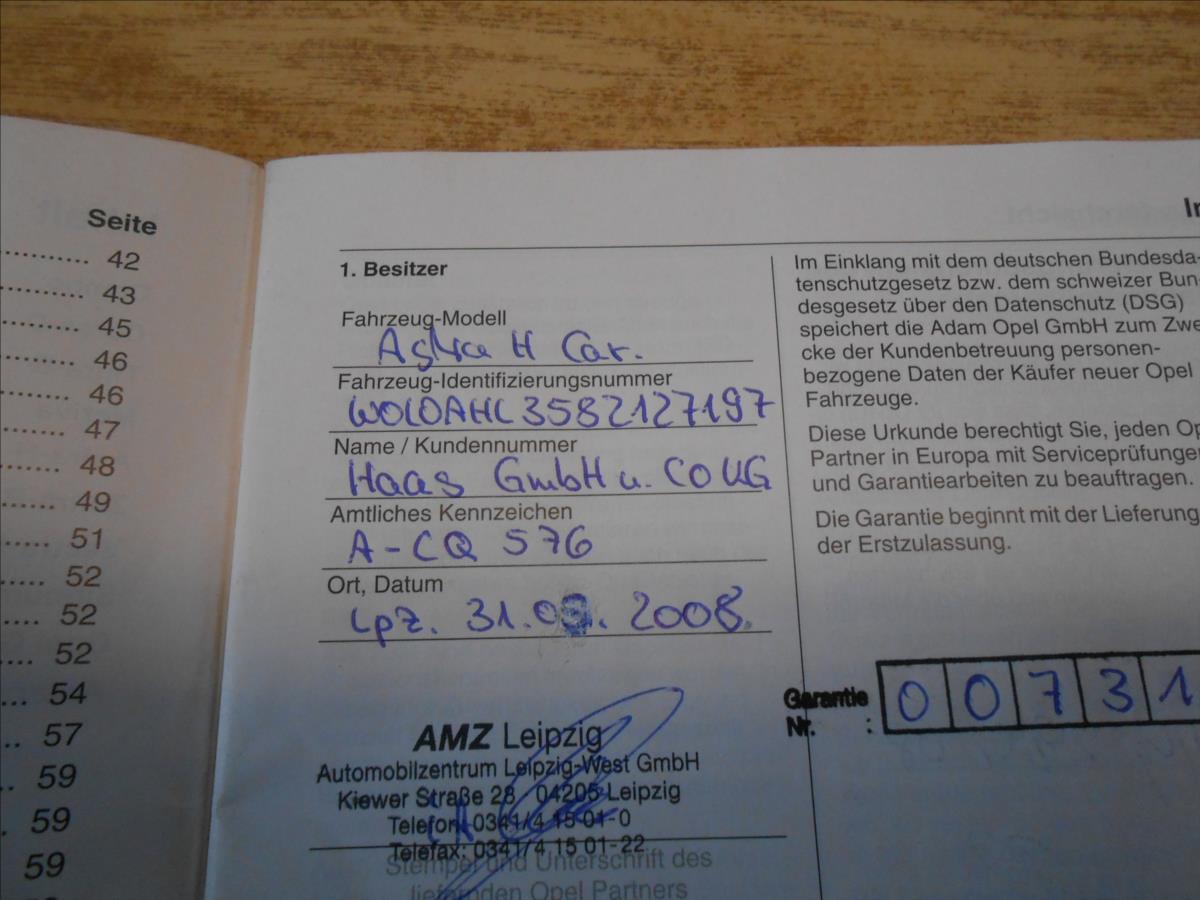 Seite
42
43
45
46
46
47
48
49
51
52
52
52
54
57
59
59
59
1. Besitzer
Fahrzeug-Modell
Astra H Car.
Fahrzeug-Identifizierungsnummer
W0L0AHL3582127197
Name / Kundennummer
Haas GmbH u. CO KG
Amtliches Kennzeichen
A-CQ 576
Ort, Datum
Lpz. 31. 2008.
AMZ Leipzig
Automobilzentrum Leipzig-West GmbH
Kiewer Straße 28 04205 Leipzig
Telefon 0341/4 15 01-0
Telefax: 0341/4 15 01-22
Stempel und Unterschrift des
liefernden Opel Partners
Im Einklang mit dem deutschen Bundesda-
tenschutzgesetz bzw. dem schweizer Bun-
desgesetz über den Datenschutz (DSG)
speichert die Adam Opel GmbH zum Zwe-
cke der Kundenbetreuung personen-
bezogene Daten der Käufer neuer Opel
Fahrzeuge.
Diese Urkunde berechtigt Sie, jeden Op
Partner in Europa mit Serviceprüfungen
und Garantiearbeiten zu beauftragen.
Die Garantie beginnt mit der Lieferung
der Erstzulassung.
Garantie
Nr. :
0 0 7 3 1